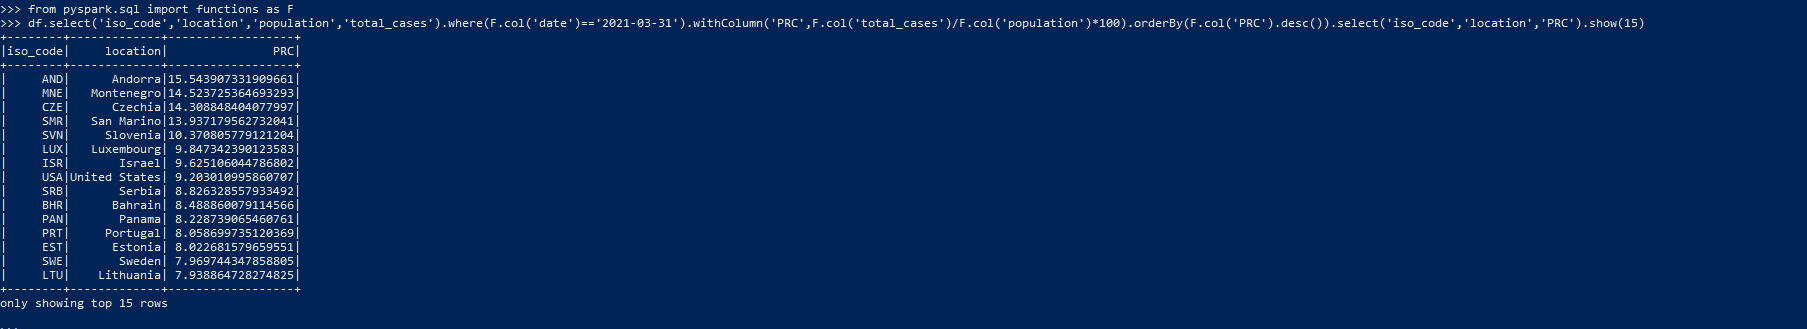 >>> from pyspark.sql import functions as F
>>> df.select('iso_code','location','population','total_cases').where(F.col('date')=='2021-03-31').withColumn('PRC',F.col('total_cases')/F.col('population')*100).orderBy(F.col('PRC').desc()).select('iso_code','location','PRC').show(15)
+--------+-------------+------------------+
|iso_code|     location|               PRC|
+--------+-------------+------------------+
|     AND|      Andorra|15.543907331909661|
|     MNE|   Montenegro|14.523725364693293|
|     CZE|      Czechia|14.308848404077997|
|     SMR|   San Marino|13.937179562732041|
|     SVN|     Slovenia|10.370805779121204|
|     LUX|   Luxembourg| 9.847342390123583|
|     ISR|       Israel| 9.625106044786802|
|     USA|United States| 9.203010995860707|
|     SRB|       Serbia| 8.826328557933492|
|     BHR|      Bahrain| 8.488860079114566|
|     PAN|       Panama| 8.228739065460761|
|     PRT|     Portugal| 8.058699735120369|
|     EST|      Estonia| 8.022681579659551|
|     SWE|       Sweden| 7.969744347858805|
|     LTU|    Lithuania| 7.938864728274825|
+--------+-------------+------------------+
only showing top 15 rows